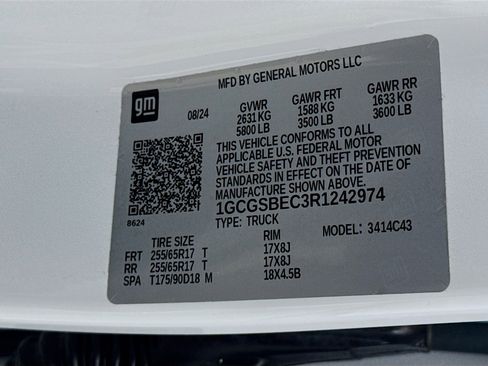 MFD BY GENERAL MOTORS LLC
gm
08/24 GVWR GAWR FRT GAWR RR
2631 KG 1588 KG 1633 KG
5800 LB 3500 LB 3600 LB
THIS VEHICLE CONFORMS TO ALL
APPLICABLE U.S. FEDERAL MOTOR
VEHICLE SAFETY AND THEFT PREVENTION
STANDARDS IN EFFECT ON THE DATE OF
MANUFACTURE SHOWN ABOVE.
1GCGSBEC3R1242974
8624 TYPE: TRUCK MODEL: 3414C43
TIRE SIZE RIM
FRT 255/65R17 T 17X8J
RR 255/65R17 T 17X8J
SPA T175/90D18 M 18X4.5B